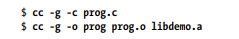 $ cc -g -c prog.c
$ cc -g -o prog prog.o libdemo.a